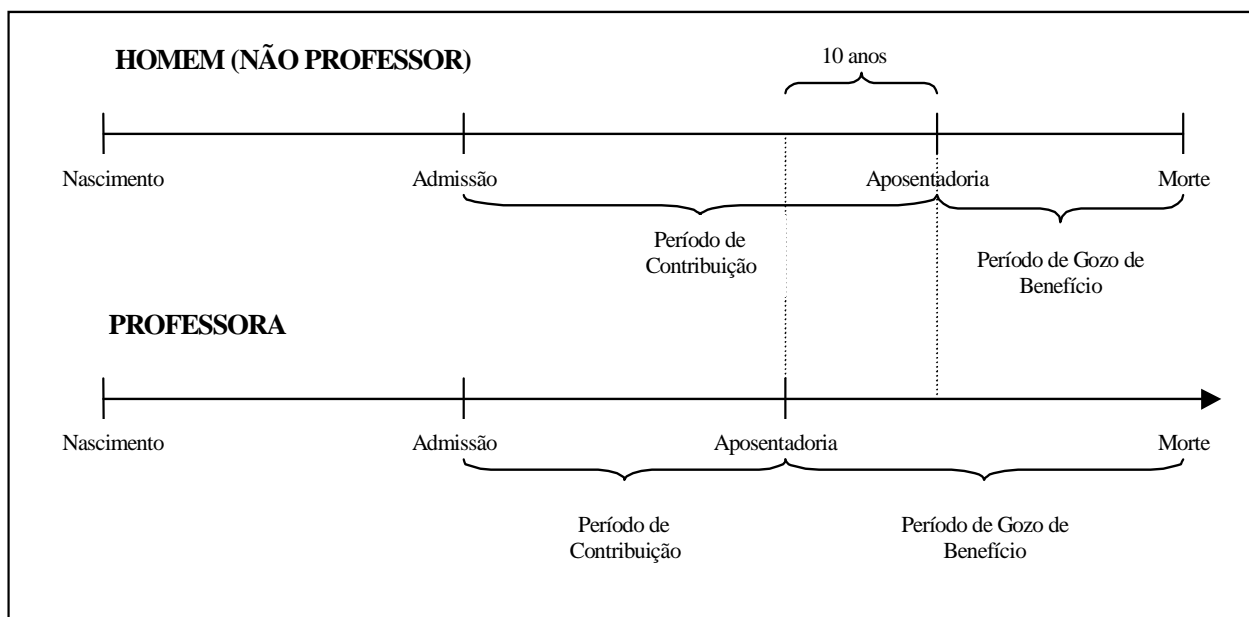 HOMEM (NÃO PROFESSOR)
10 anos
Nascimento
Admissão
Aposentadoria
Morte
Período de
Contribuição
Período de Gozo de
Benefício
PROFESSORA
Nascimento
Admissão
Aposentadoria
Morte
Período de
Contribuição
Período de Gozo de
Benefício